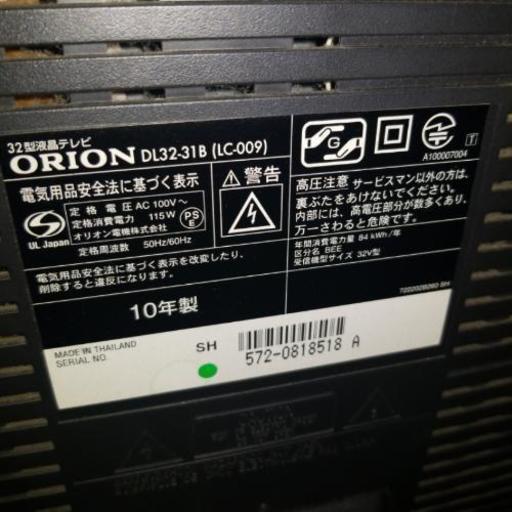 32型液晶テレビ
ORION DL32-31B (LC-009)
電気用品安全法に基づく表示
UL Japan
定格電圧 AC 100V~
定格消費電力 115W
オリオン電機株式会社
定格周波数 50Hz/60Hz
PS
E
電気用品安全法に基づく表示を改変したり、
削除すると違反になります。
10年製
警告
G
A100007004
T
高圧注意 サービスマン以外の方は、
裏ぶたをあけないでください。
内部には、高電圧部分が数多くあり、
万一さわると危険です。
年間消費電力量 84 kWh/年
区分名 BEE
受信機型サイズ 32V型
MADE IN THAILAND
SERIAL NO.
SH
572-0818518 A